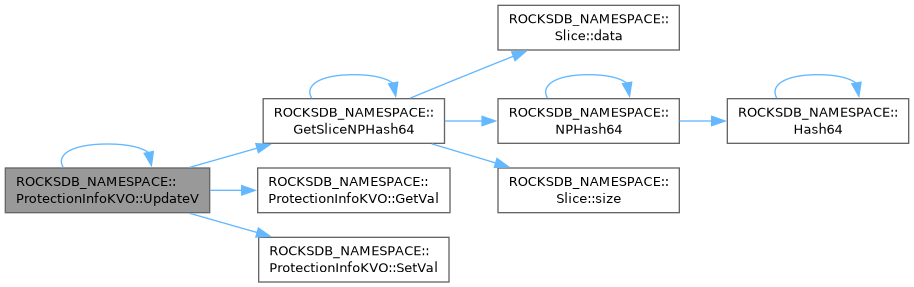 ROCKSDB_NAMESPACE::
ProtectionInfoKVO::UpdateV
ROCKSDB_NAMESPACE::
GetSliceNPHash64
ROCKSDB_NAMESPACE::
Slice::data
ROCKSDB_NAMESPACE::
NPHash64
ROCKSDB_NAMESPACE::
Hash64
ROCKSDB_NAMESPACE::
Slice::size
ROCKSDB_NAMESPACE::
ProtectionInfoKVO::GetVal
ROCKSDB_NAMESPACE::
ProtectionInfoKVO::SetVal